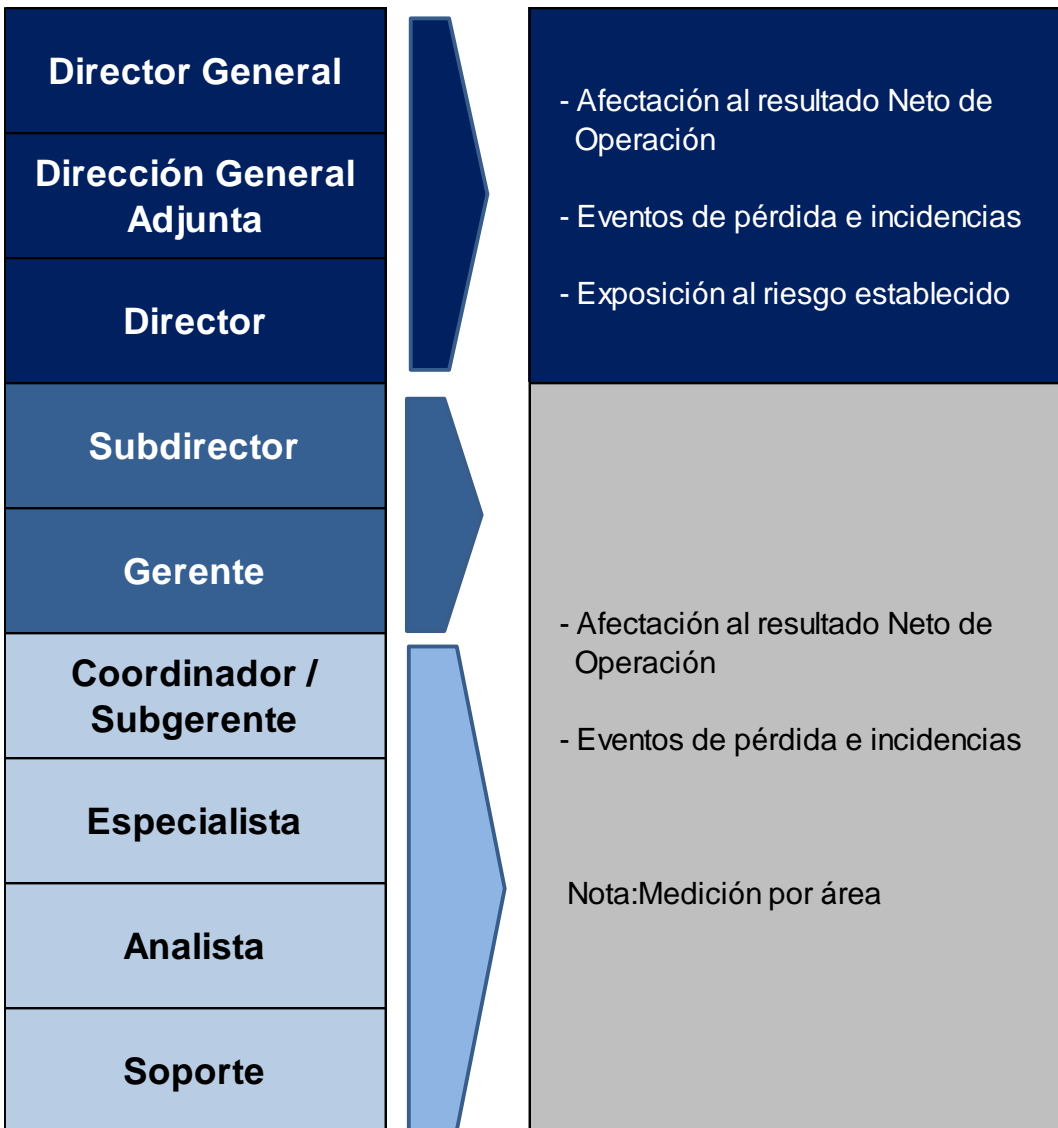 Director General
Dirección General
Adjunta
Director
- Afectación al resultado Neto de
Operación
- Eventos de pérdida e incidencias
- Exposición al riesgo establecido
Subdirector
Gerente
Coordinador /
Subgerente
Especialista
Analista
Soporte
- Afectación al resultado Neto de
Operación
- Eventos de pérdida e incidencias
Nota:Medición por área